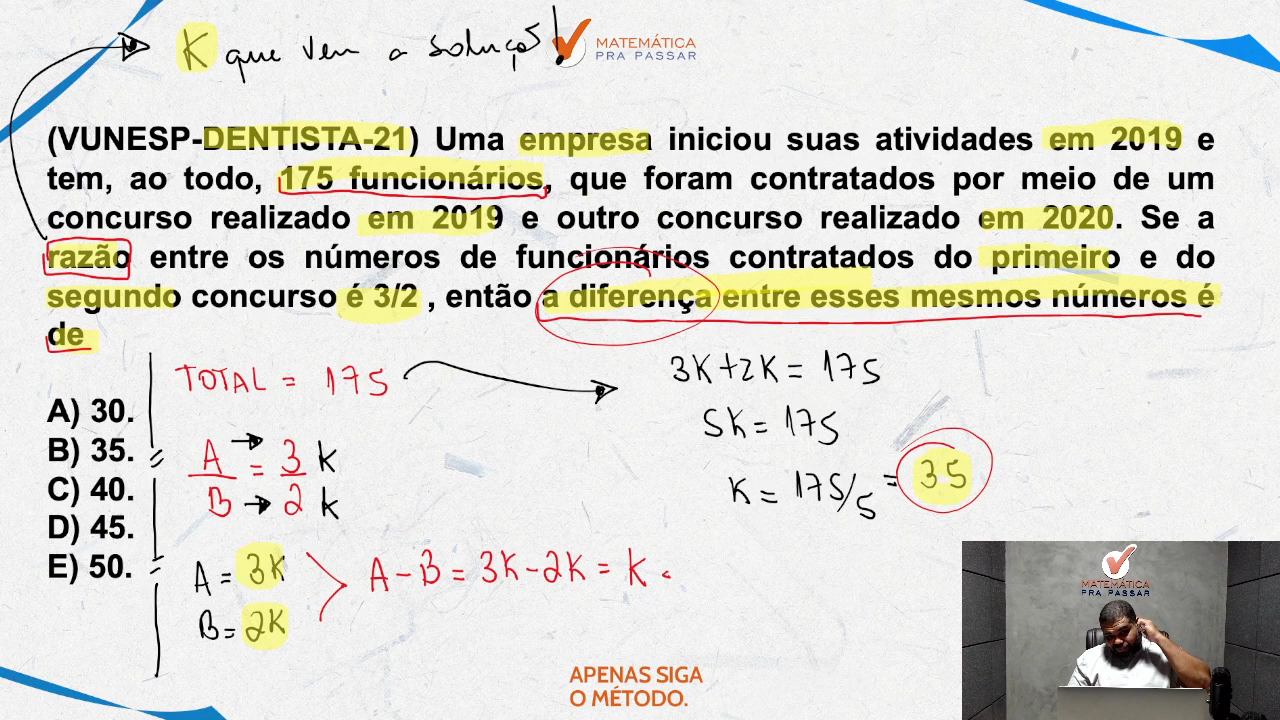 K que vem a solução!
MATEMÁTICA
PRA PASSAR
(VUNESP-DENTISTA-21) Uma empresa iniciou suas atividades em 2019 e
tem, ao todo, 175 funcionários, que foram contratados por meio de um
concurso realizado em 2019 e outro concurso realizado em 2020. Se a
razão entre os números de funcionários contratados do primeiro e do
segundo concurso é 3/2 , então a diferença entre esses mesmos números é
de
A) 30.
B) 35.
C) 40.
D) 45.
E) 50.
TOTAL = 175
A → = 3 K
B → 2 K
A = 3K
B = 2K
A - B = 3K - 2K = K
3K + 2K = 175
5K = 175
K = 175/5 = 35
MATEMÁTICA
PRA PASSAR
APENAS SIGA
O MÉTODO.